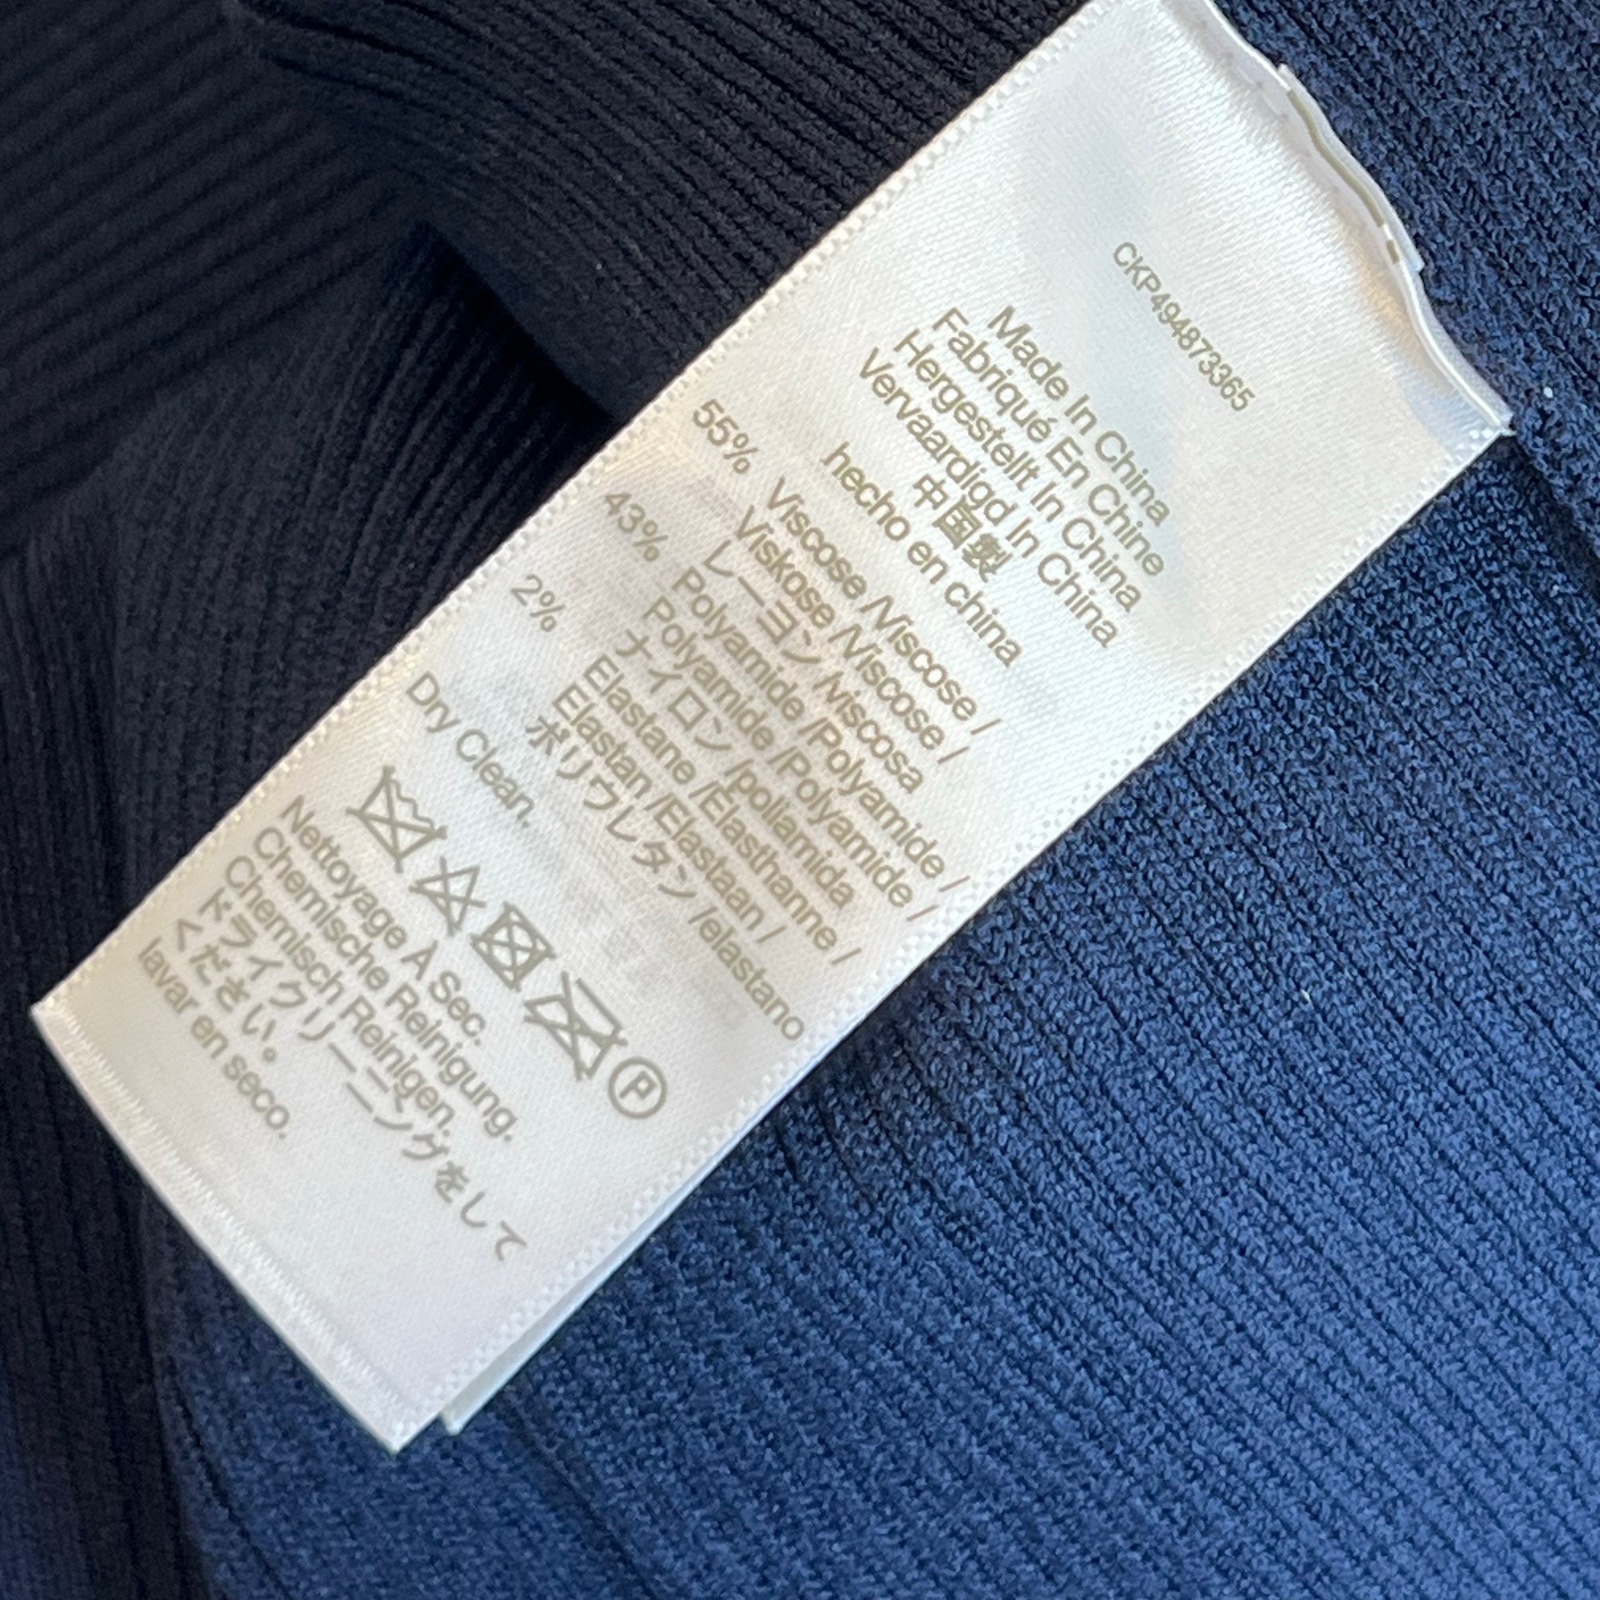 CKP494873365
Made In China
Fabriqué En Chine
Hergestellt In China
Vervaardigd In China
中国製
hecho en china
55% Viscose /Viscose /
Viskose /Viscose /
レーヨン /viscosa
43% Polyamide /Polyamide /
Polyamide /Polyamide /
ナイロン /poliamida
2% Elastane /Elasthanne /
Elastan /Elastaan /
ポリウレタン /elastano
Dry Clean.
P
Nettoyage À Sec.
Chemische Reinigung.
Chemisch Reinigen.
ドライクリーニングをして
ください。
lavar en seco.